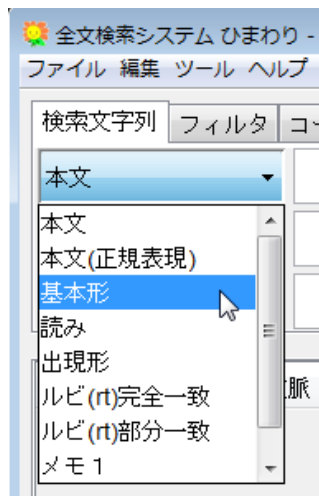 全文検索システム ひまわり -
ファイル 編集 ツール ヘルプ
検索文字列 フィルタ コー
本文
本文
本文(正規表現)
基本形
読み
出現形
脈
ルビ(rt)完全一致
ルビ(rt)部分一致
メモ1